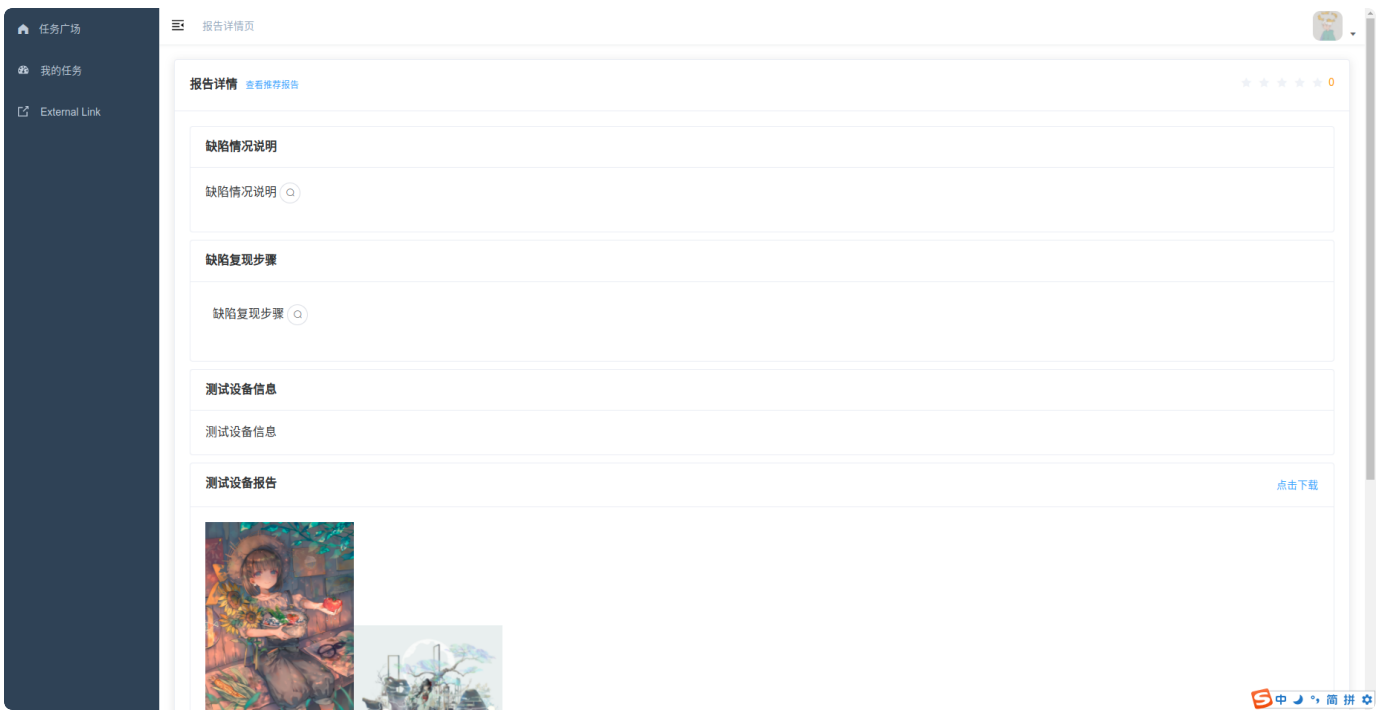 任务广场
我的任务
External Link
报告详情页
报告详情 查看推荐报告
0
缺陷情况说明
缺陷情况说明
缺陷复现步骤
缺陷复现步骤
测试设备信息
测试设备信息
测试设备报告
点击下载
S中简拼